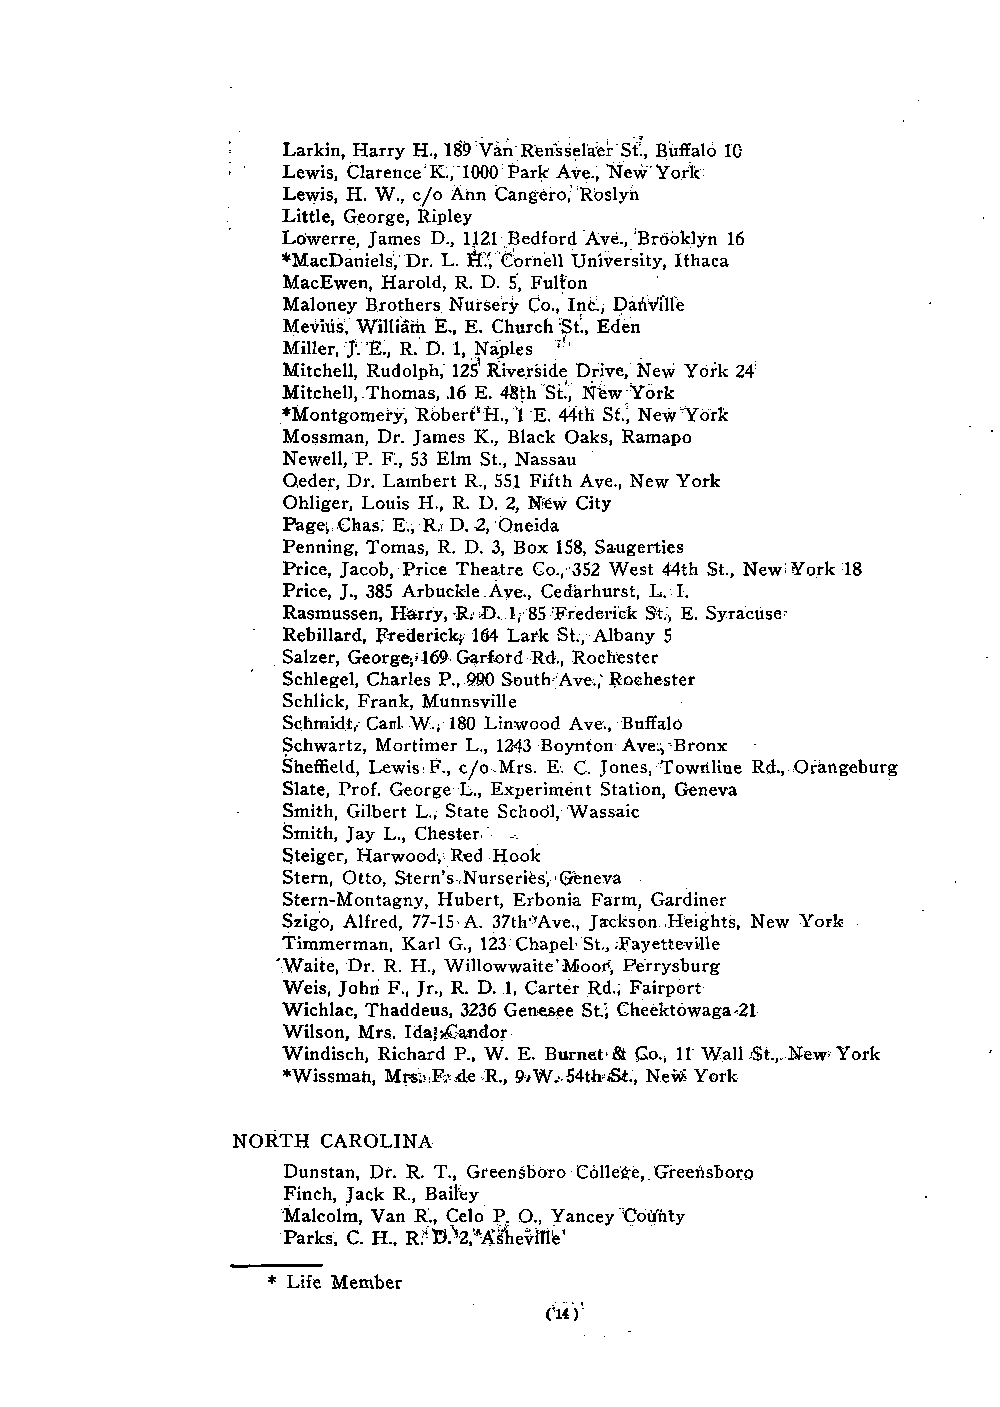 Larkin, Harry H., 189 Van Rensselaer St., Buffalo 10
Lewis, Clarence K., 1000 Park Ave., New York
Lewis, H. W., c/o Ann Cangero, Roslyn
Little, George, Ripley
Lowerre, James D., 1121 Bedford Ave., Brooklyn 16
*MacDaniels, Dr. L. H., Cornell University, Ithaca
MacEwen, Harold, R. D. 5, Fulton
Maloney Brothers Nursery Co., Inc., Danville
Mevius, William E., E. Church St., Eden
Miller, J. E., R. D. 1, Naples
Mitchell, Rudolph, 125 Riverside Drive, New York 24
Mitchell, Thomas, 16 E. 48th St., New York
*Montgomery, Robert H., 1 E. 44th St., New York
Mossman, Dr. James K., Black Oaks, Ramapo
Newell, P. F., 53 Elm St., Nassau
Oeder, Dr. Lambert R., 551 Fifth Ave., New York
Ohliger, Louis H., R. D. 2, New City
Page, Chas. E., R. D. 2, Oneida
Penning, Tomas, R. D. 3, Box 158, Saugerties
Price, Jacob, Price Theatre Co., 352 West 44th St., New York 18
Price, J., 385 Arbuckle Ave., Cedarhurst, L. I.
Rasmussen, Harry, R. D. 1, 85 Frederick St., E. Syracuse
Rebillard, Frederick, 164 Lark St., Albany 5
Salzer, George, 169 Garford Rd., Rochester
Schlegel, Charles P., 990 South Ave., Rochester
Schlick, Frank, Munnsville
Schmidt, Carl W., 180 Linwood Ave., Buffalo
Schwartz, Mortimer L., 1243 Boynton Ave., Bronx
Sheffield, Lewis F., c/o Mrs. E. C. Jones, Townline Rd., Orangeburg
Slate, Prof. George L., Experiment Station, Geneva
Smith, Gilbert L., State School, Wassaic
Smith, Jay L., Chester
Steiger, Harwood, Red Hook
Stern, Otto, Stern's Nurseries, Geneva
Stern-Montagny, Hubert, Erbonia Farm, Gardiner
Szigo, Alfred, 77-15 A. 37th Ave., Jackson Heights, New York
Timmerman, Karl G., 123 Chapel St., Fayetteville
Waite, Dr. R. H., Willowwaite Moor, Perrysburg
Weis, John F., Jr., R. D. 1, Carter Rd., Fairport
Wichlac, Thaddeus, 3236 Genesee St., Cheektowaga 21
Wilson, Mrs. Ida, Candor
Windisch, Richard P., W. E. Burnet & Co., 11 Wall St., New York
*Wissman, Mrs. F. de R., 9 W. 54th St., New York
NORTH CAROLINA
Dunstan, Dr. R. T., Greensboro College, Greensboro
Finch, Jack R., Bailey
Malcolm, Van R., Celo P. O., Yancey County
Parks, C. H., R. D. 2, Asheville
* Life Member
(14)